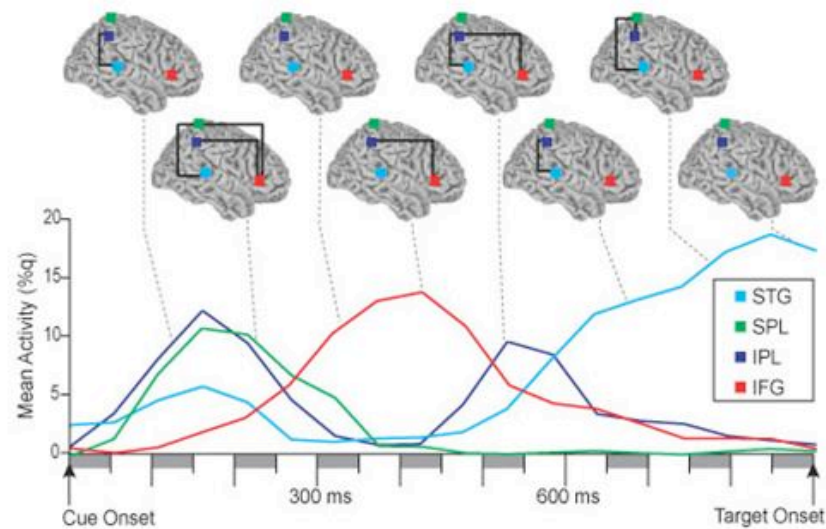 20
15
10
5
0
Mean Activity (%q)
STG
SPL
IPL
IFG
300 ms
600 ms
Cue Onset
Target Onset